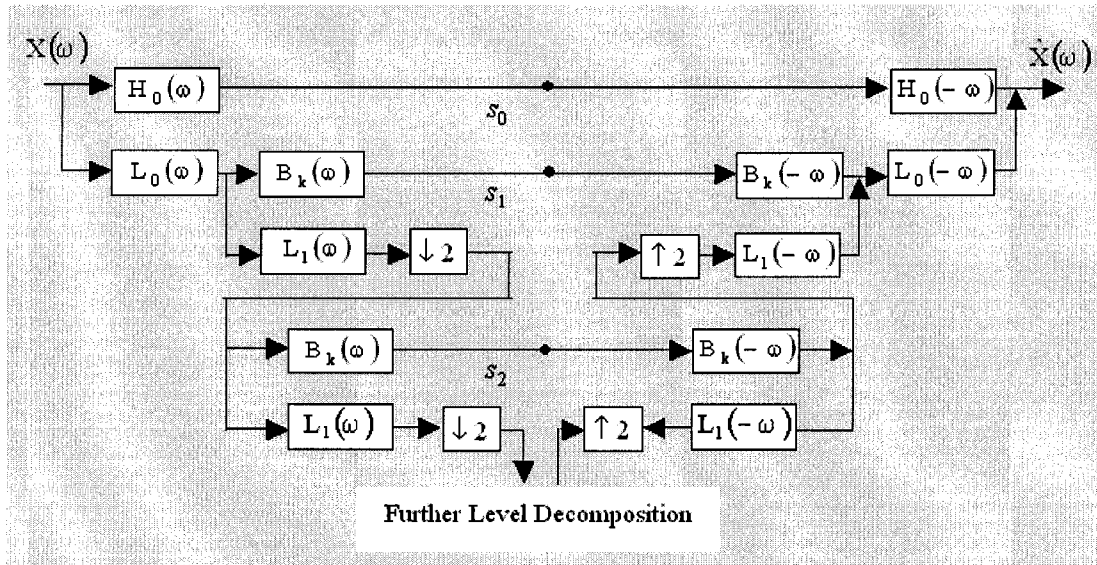 X(ω) X̂(ω)
H₀(ω) H₀(-ω)
s₀
L₀(ω) Bₖ(ω) Bₖ(-ω) L₀(-ω)
s₁
L₁(ω) ↓2 ↑2 L₁(-ω)
Bₖ(ω) Bₖ(-ω)
s₂
L₁(ω) ↓2 ↑2 L₁(-ω)
Further Level Decomposition